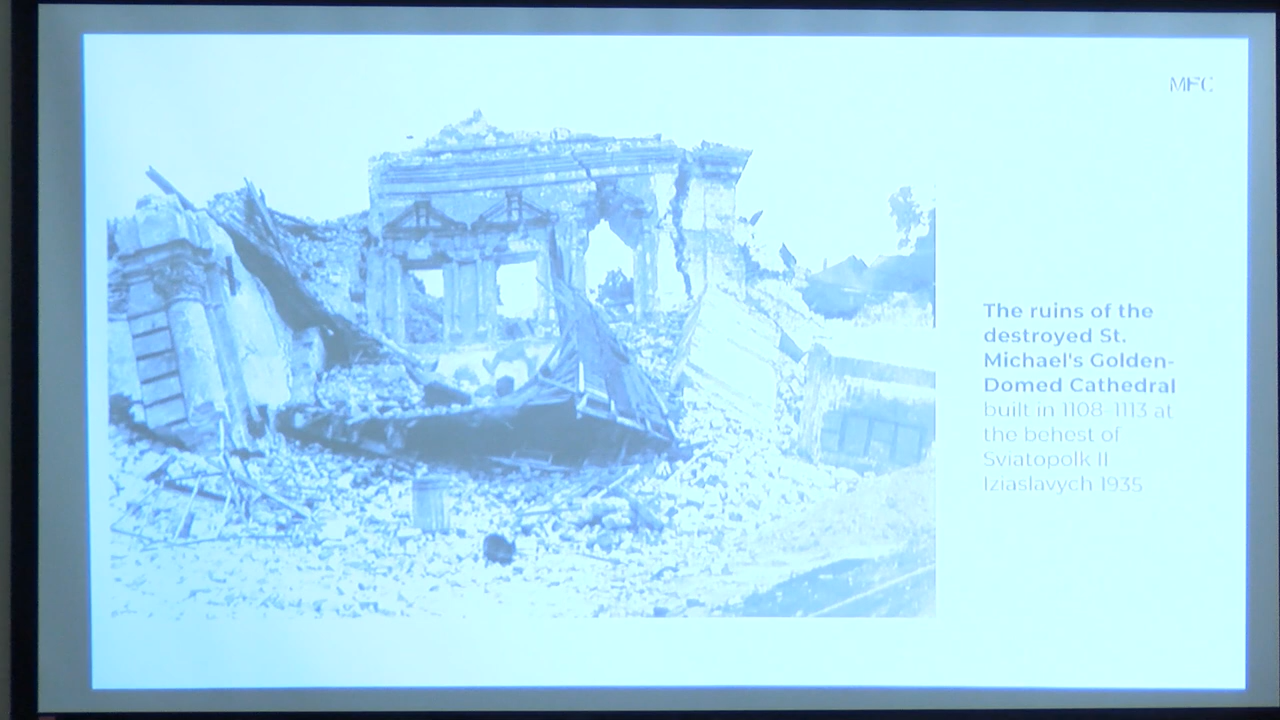 MFC
The ruins of the
destroyed St.
Michael's Golden-
Domed Cathedral
built in 1108-1113 at
the behest of
Sviatopolk II
Iziaslavych 1935